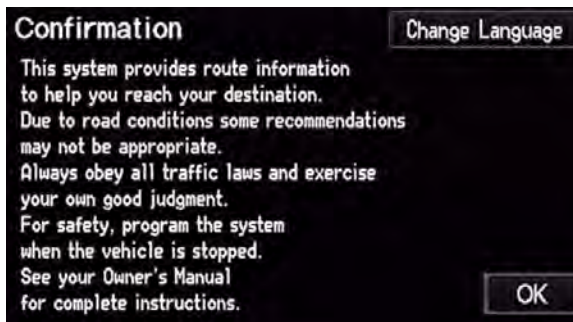 Confirmation
Change Language
This system provides route information
to help you reach your destination.
Due to road conditions some recommendations
may not be appropriate.
Always obey all traffic laws and exercise
your own good judgment.
For safety, program the system
when the vehicle is stopped.
See your Owner's Manual
for complete instructions.
OK